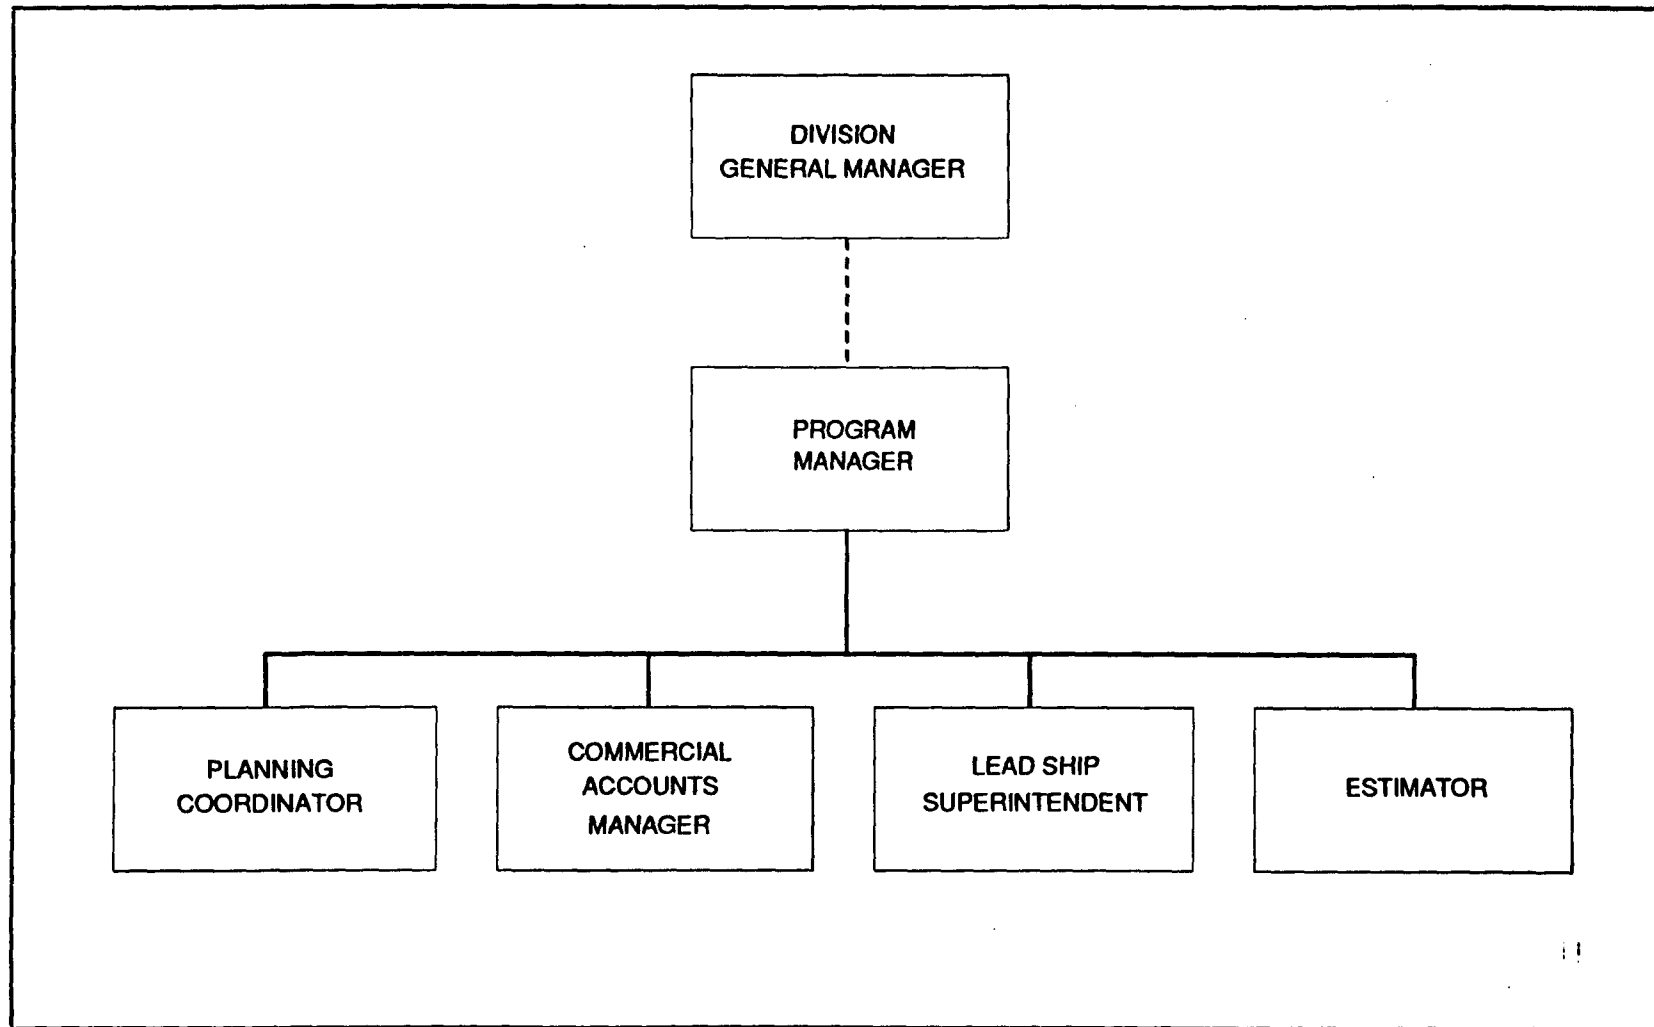 DIVISION
GENERAL MANAGER
PROGRAM
MANAGER
PLANNING
COORDINATOR
COMMERCIAL
ACCOUNTS
MANAGER
LEAD SHIP
SUPERINTENDENT
ESTIMATOR